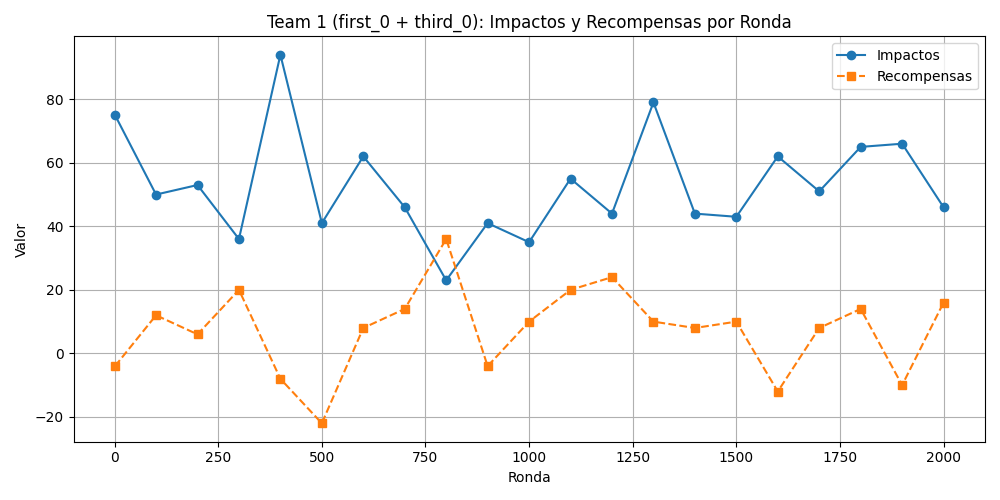 Team 1 (first_0 + third_0): Impactos y Recompensas por Ronda
Impactos
Recompensas
Valor
80
60
40
20
0
−20
0 250 500 750 1000 1250 1500 1750 2000
Ronda